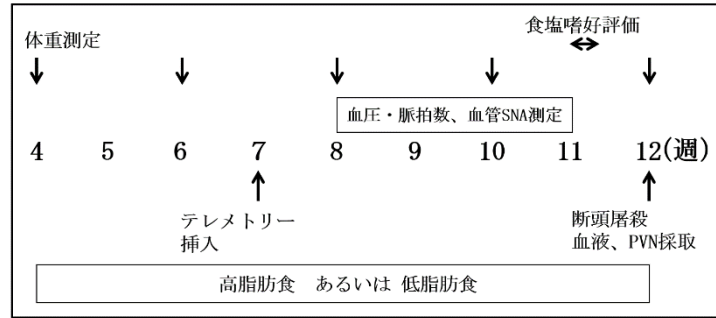 体重測定
食塩嗜好評価
血圧・脈拍数、血管SNA測定
4 5 6 7 8 9 10 11 12(週)
テレメトリー
挿入
断頭屠殺
血液、PVN採取
高脂肪食 あるいは 低脂肪食